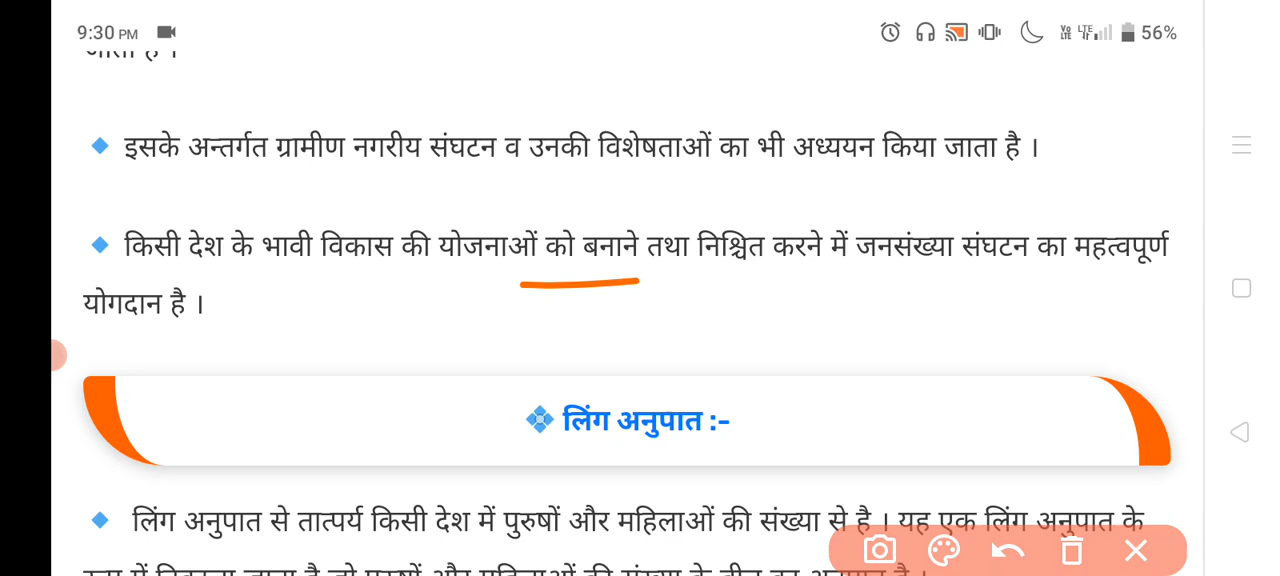 9:30 PM 56%
जाता है ।
इसके अन्तर्गत ग्रामीण नगरीय संघटन व उनकी विशेषताओं का भी अध्ययन किया जाता है ।
किसी देश के भावी विकास की योजनाओं को बनाने तथा निश्चित करने में जनसंख्या संघटन का महत्वपूर्ण
योगदान है ।
लिंग अनुपात :-
लिंग अनुपात से तात्पर्य किसी देश में पुरुषों और महिलाओं की संख्या से है । यह एक लिंग अनुपात के